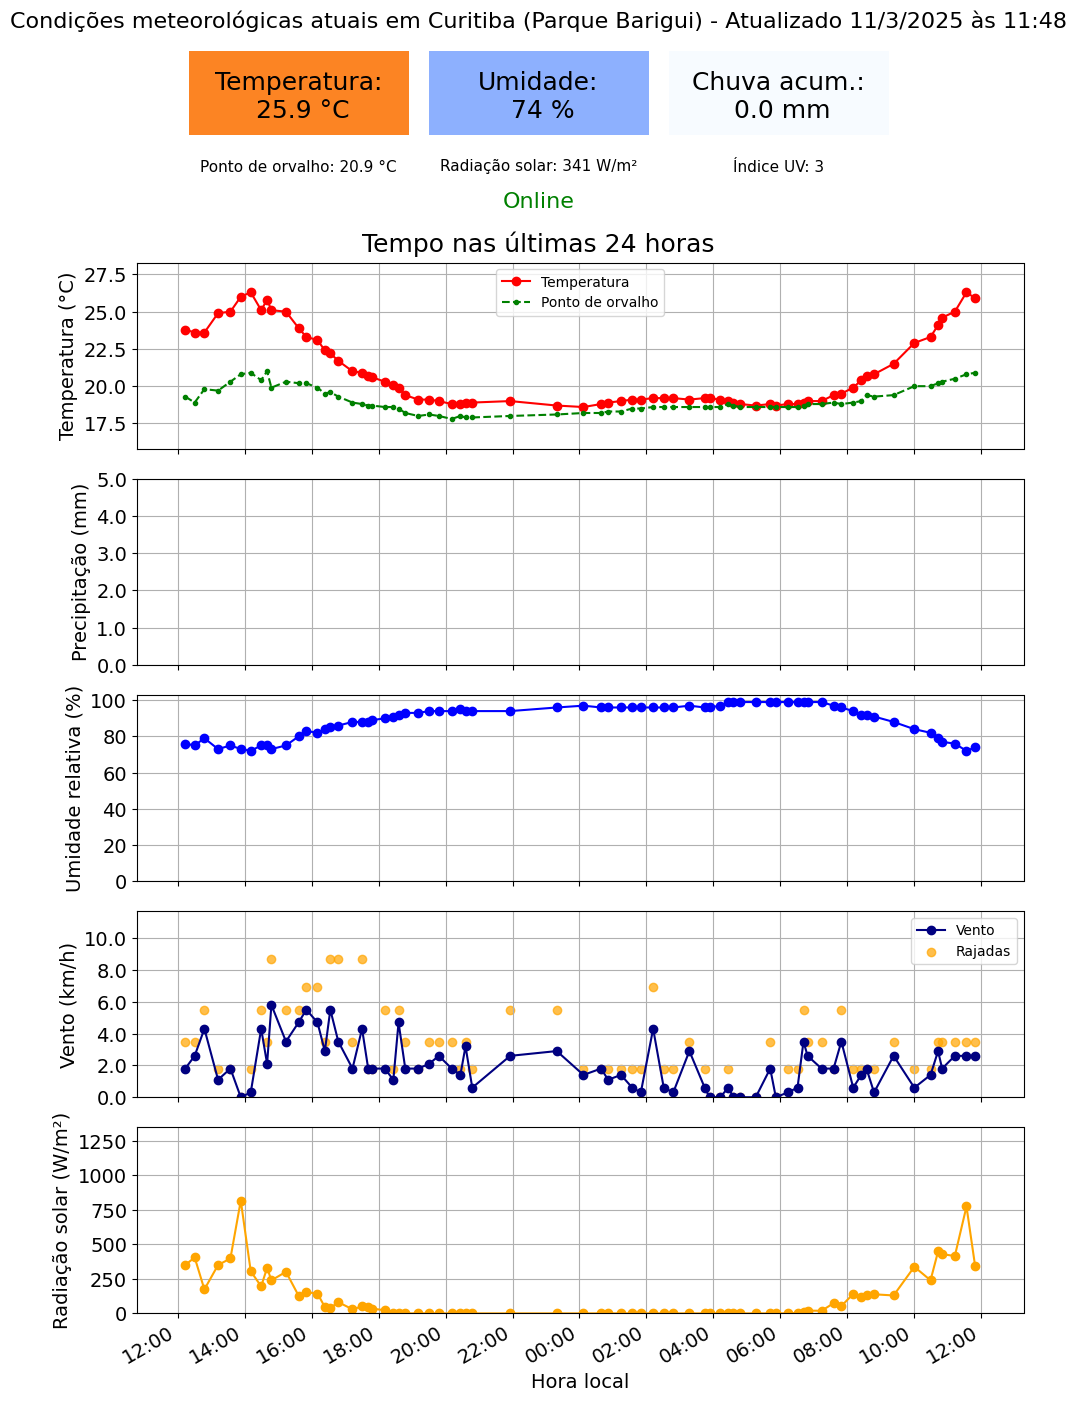 Condições meteorológicas atuais em Curitiba (Parque Barigui) - Atualizado 11/3/2025 às 11:48
Temperatura:
25.9 °C
Umidade:
74 %
Chuva acum.:
0.0 mm
Ponto de orvalho: 20.9 °C
Radiação solar: 341 W/m²
Índice UV: 3
Online
Tempo nas últimas 24 horas
Temperatura (°C)
27.5
25.0
22.5
20.0
17.5
Temperatura
Ponto de orvalho
Precipitação (mm)
5.0
4.0
3.0
2.0
1.0
0.0
Umidade relativa (%)
100
80
60
40
20
0
Vento (km/h)
10.0
8.0
6.0
4.0
2.0
0.0
Vento
Rajadas
Radiação solar (W/m²)
1250
1000
750
500
250
0
12:00
14:00
16:00
18:00
20:00
22:00
00:00
02:00
04:00
06:00
08:00
10:00
12:00
Hora local